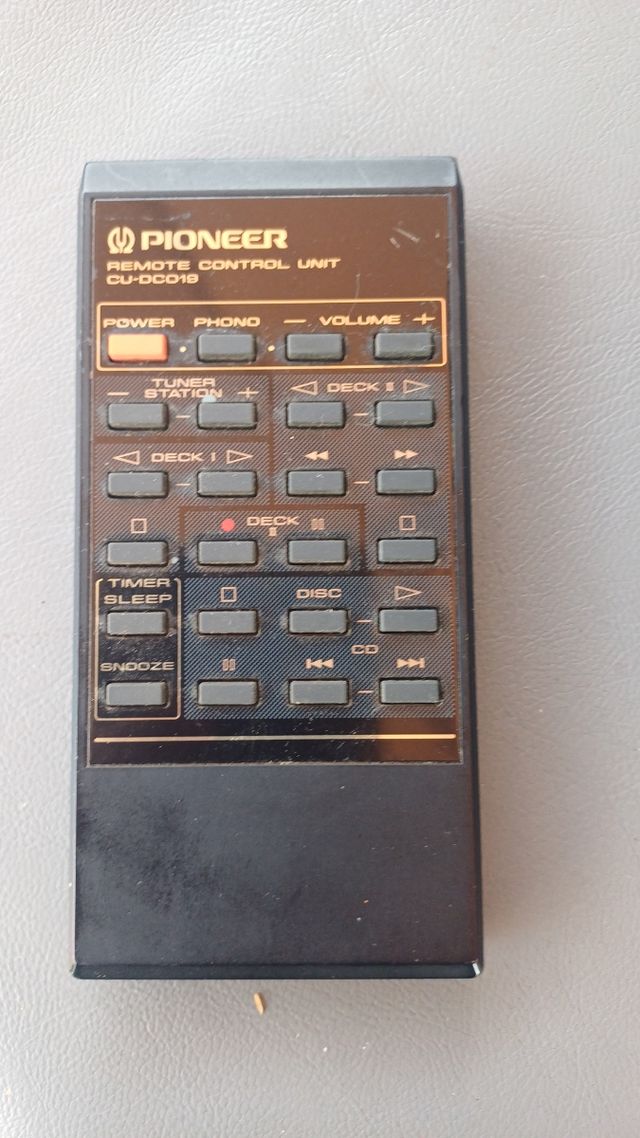 PIONEER
REMOTE CONTROL UNIT
CU-DC019
POWER PHONO − VOLUME +
TUNER
− STATION +
DECK II
DECK I
DECK
II
TIMER
SLEEP
DISC
CD
SNOOZE